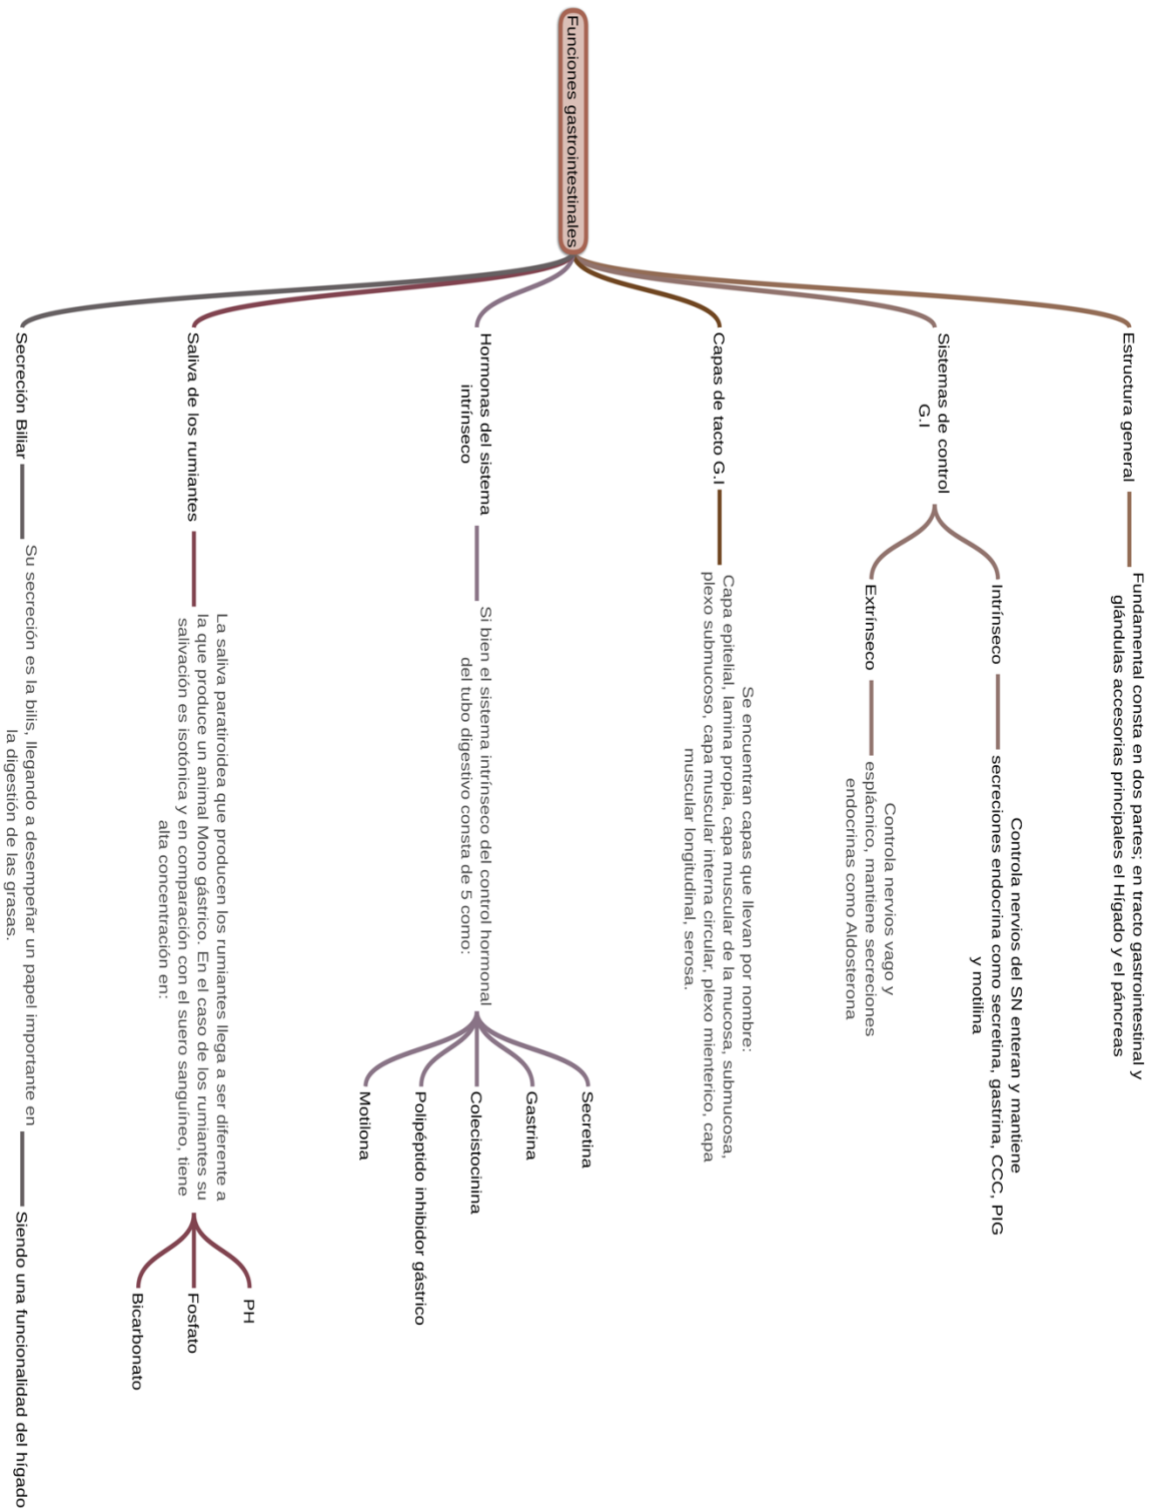 Funciones gastrointestinales
Estructura general
Fundamental consta en dos partes; en tracto gastrointestinal y
glándulas accesorias principales el Hígado y el páncreas
Sistemas de control
G.I
Intrínseco
Controla nervios del SN enteran y mantiene
secreciones endocrina como secretina, gastrina, CCC, PIG
y motilina
Extrínseco
Controla nervios vago y
esplácnico, mantiene secreciones
endocrinas como Aldosterona
Capas de tacto G.I
Se encuentran capas que llevan por nombre:
Capa epitelial, lamina propia, capa muscular de la mucosa, submucosa,
plexo submucoso, capa muscular interna circular, plexo mienterico, capa
muscular longitudinal, serosa.
Hormonas del sistema
intrínseco
Si bien el sistema intrínseco del control hormonal
del tubo digestivo consta de 5 como:
Secretina
Gastrina
Colecistocinina
Polipéptido inhibidor gástrico
Motilona
Saliva de los rumiantes
La saliva paratiroidea que producen los rumiantes llega a ser diferente a
la que produce un animal Mono gástrico. En el caso de los rumiantes su
salivación es isotónica y en comparación con el suero sanguíneo, tiene
alta concentración en:
PH
Fosfato
Bicarbonato
Secreción Biliar
Su secreción es la bilis, llegando a desempeñar un papel importante en
la digestión de las grasas.
Siendo una funcionalidad del hígado